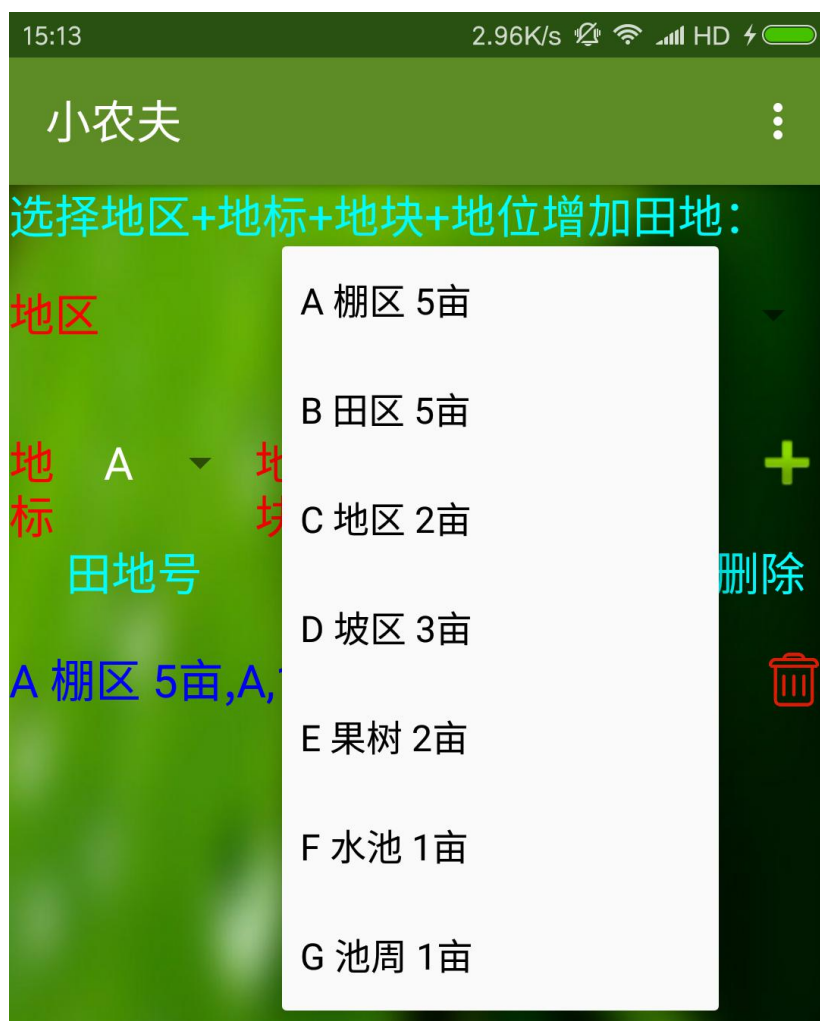 15:13 2.96K/s HD
小农夫
选择地区+地标+地块+地位增加田地：
地区
A 棚区 5亩
B 田区 5亩
地标 A 地块
C 地区 2亩
田地号 删除
D 坡区 3亩
A 棚区 5亩,A,
E 果树 2亩
F 水池 1亩
G 池周 1亩